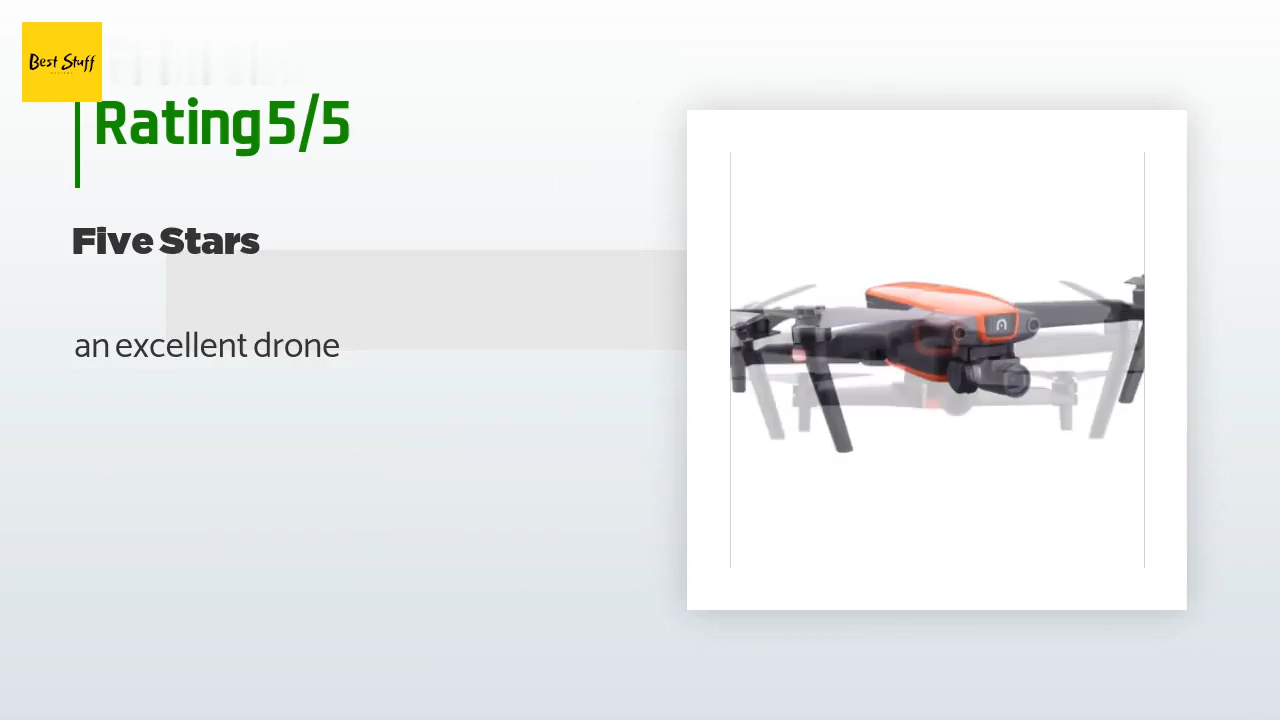 Best Stuff
Rating 5/5
Five Stars
an excellent drone